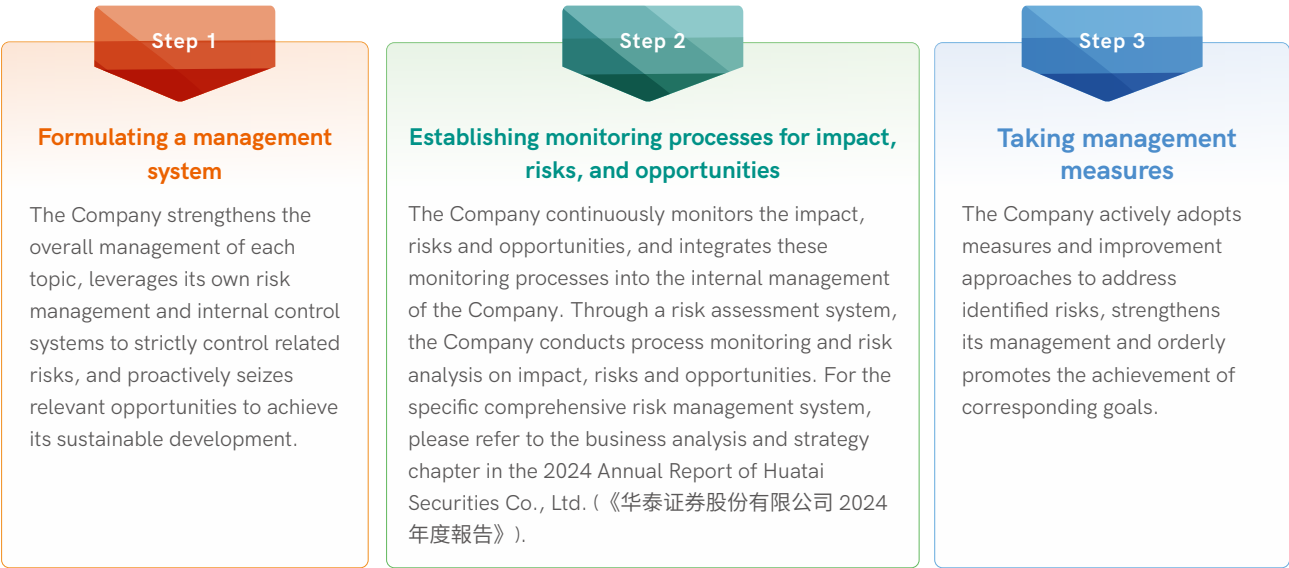 Step 1
Formulating a management
system
The Company strengthens the
overall management of each
topic, leverages its own risk
management and internal control
systems to strictly control related
risks, and proactively seizes
relevant opportunities to achieve
its sustainable development.
Step 2
Establishing monitoring processes for impact,
risks, and opportunities
The Company continuously monitors the impact,
risks and opportunities, and integrates these
monitoring processes into the internal management
of the Company. Through a risk assessment system,
the Company conducts process monitoring and risk
analysis on impact, risks and opportunities. For the
specific comprehensive risk management system,
please refer to the business analysis and strategy
chapter in the 2024 Annual Report of Huatai
Securities Co., Ltd. (《华泰证券股份有限公司 2024
年度報告》).
Step 3
Taking management
measures
The Company actively adopts
measures and improvement
approaches to address
identified risks, strengthens
its management and orderly
promotes the achievement of
corresponding goals.